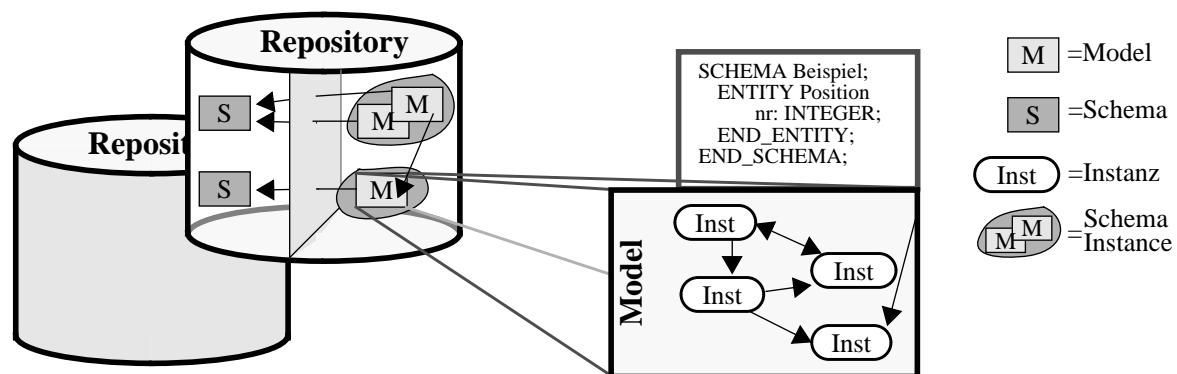 Repository
Reposit
M
M
M
S
S
SCHEMA Beispiel;
ENTITY Position
nr: INTEGER;
END_ENTITY;
END_SCHEMA;
Model
Inst
Inst
Inst
Inst
M =Model
S =Schema
Inst =Instanz
M M =Schema
Instance